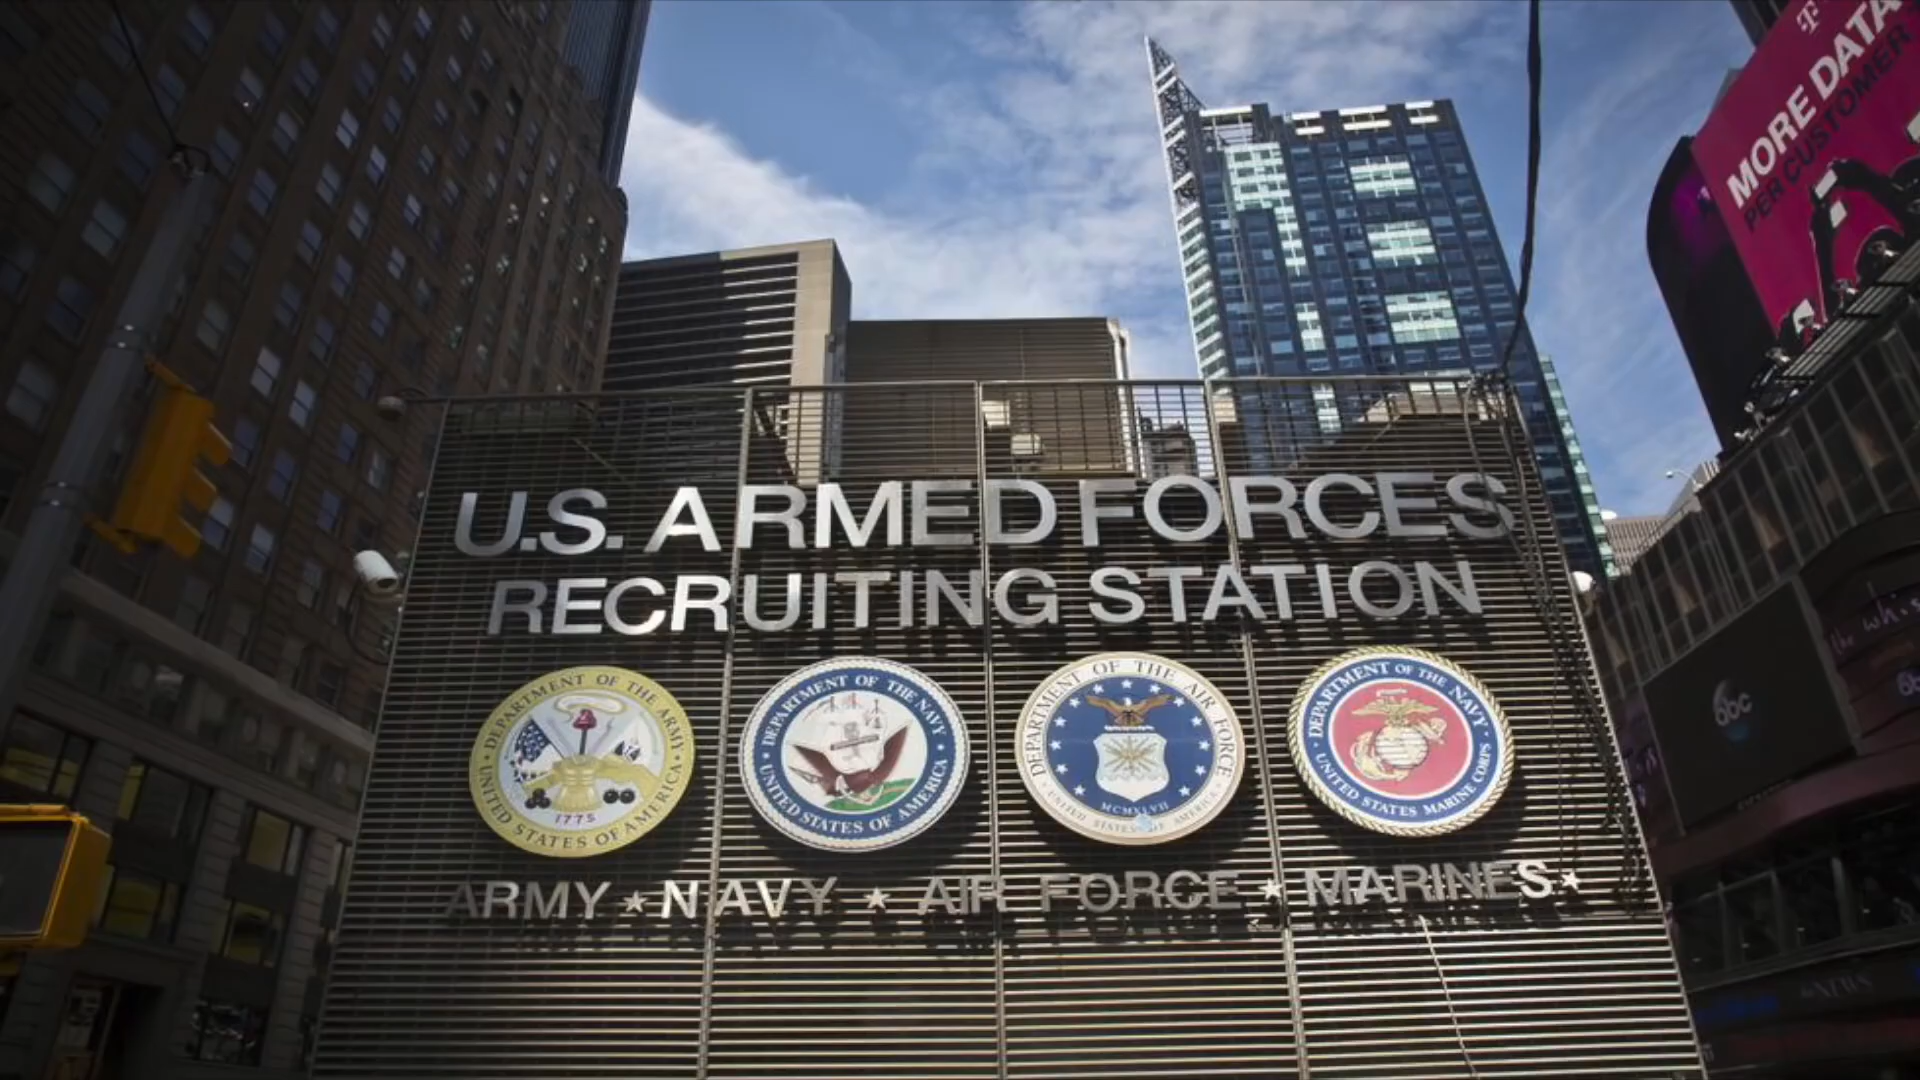 MORE DATA
PER CUSTOMER
U.S. ARMED FORCES
RECRUITING STATION
DEPARTMENT OF THE ARMY
UNITED STATES OF AMERICA
1775
DEPARTMENT OF THE NAVY
UNITED STATES OF AMERICA
DEPARTMENT OF THE AIR FORCE
MCMXLVII
UNITED STATES OF AMERICA
DEPARTMENT OF THE NAVY
UNITED STATES MARINE CORPS
abc
ARMY ★ NAVY ★ AIR FORCE ★ MARINES ★